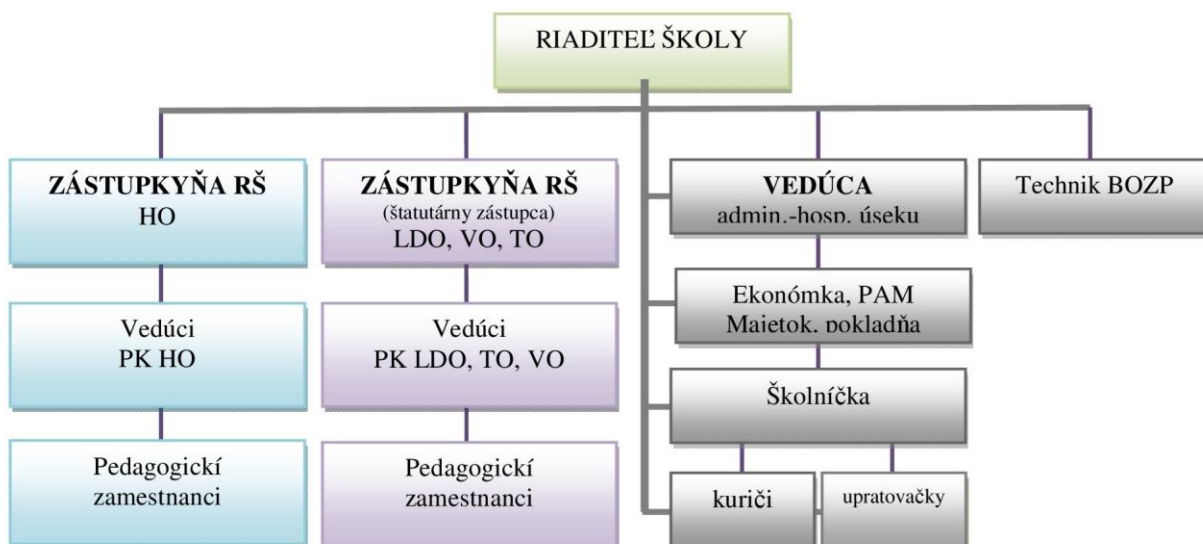 RIADITEĽ ŠKOLY
ZÁSTUPKYŇA RŠ
HO
ZÁSTUPKYŇA RŠ
(štatutárny zástupca)
LDO, VO, TO
VEDÚCA
admin.-hosp. úseku
Technik BOZP
Vedúci
PK HO
Vedúci
PK LDO, TO, VO
Ekonómka, PAM
Majetok, pokladňa
Školníčka
Pedagogickí
zamestnanci
Pedagogickí
zamestnanci
kuriči
upratovačky